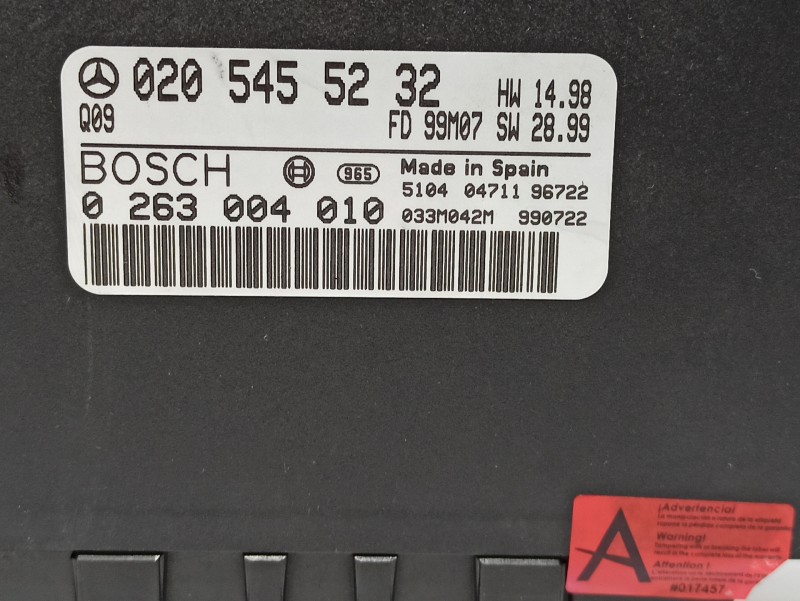 020 545 52 32 HW 14.98
Q09 FD 99M07 SW 28.99
BOSCH 965 Made in Spain
5104 04711 96722
0 263 004 010 033M042M 990722
A
¡Advertencia!
Warning!
Attention !
#017457